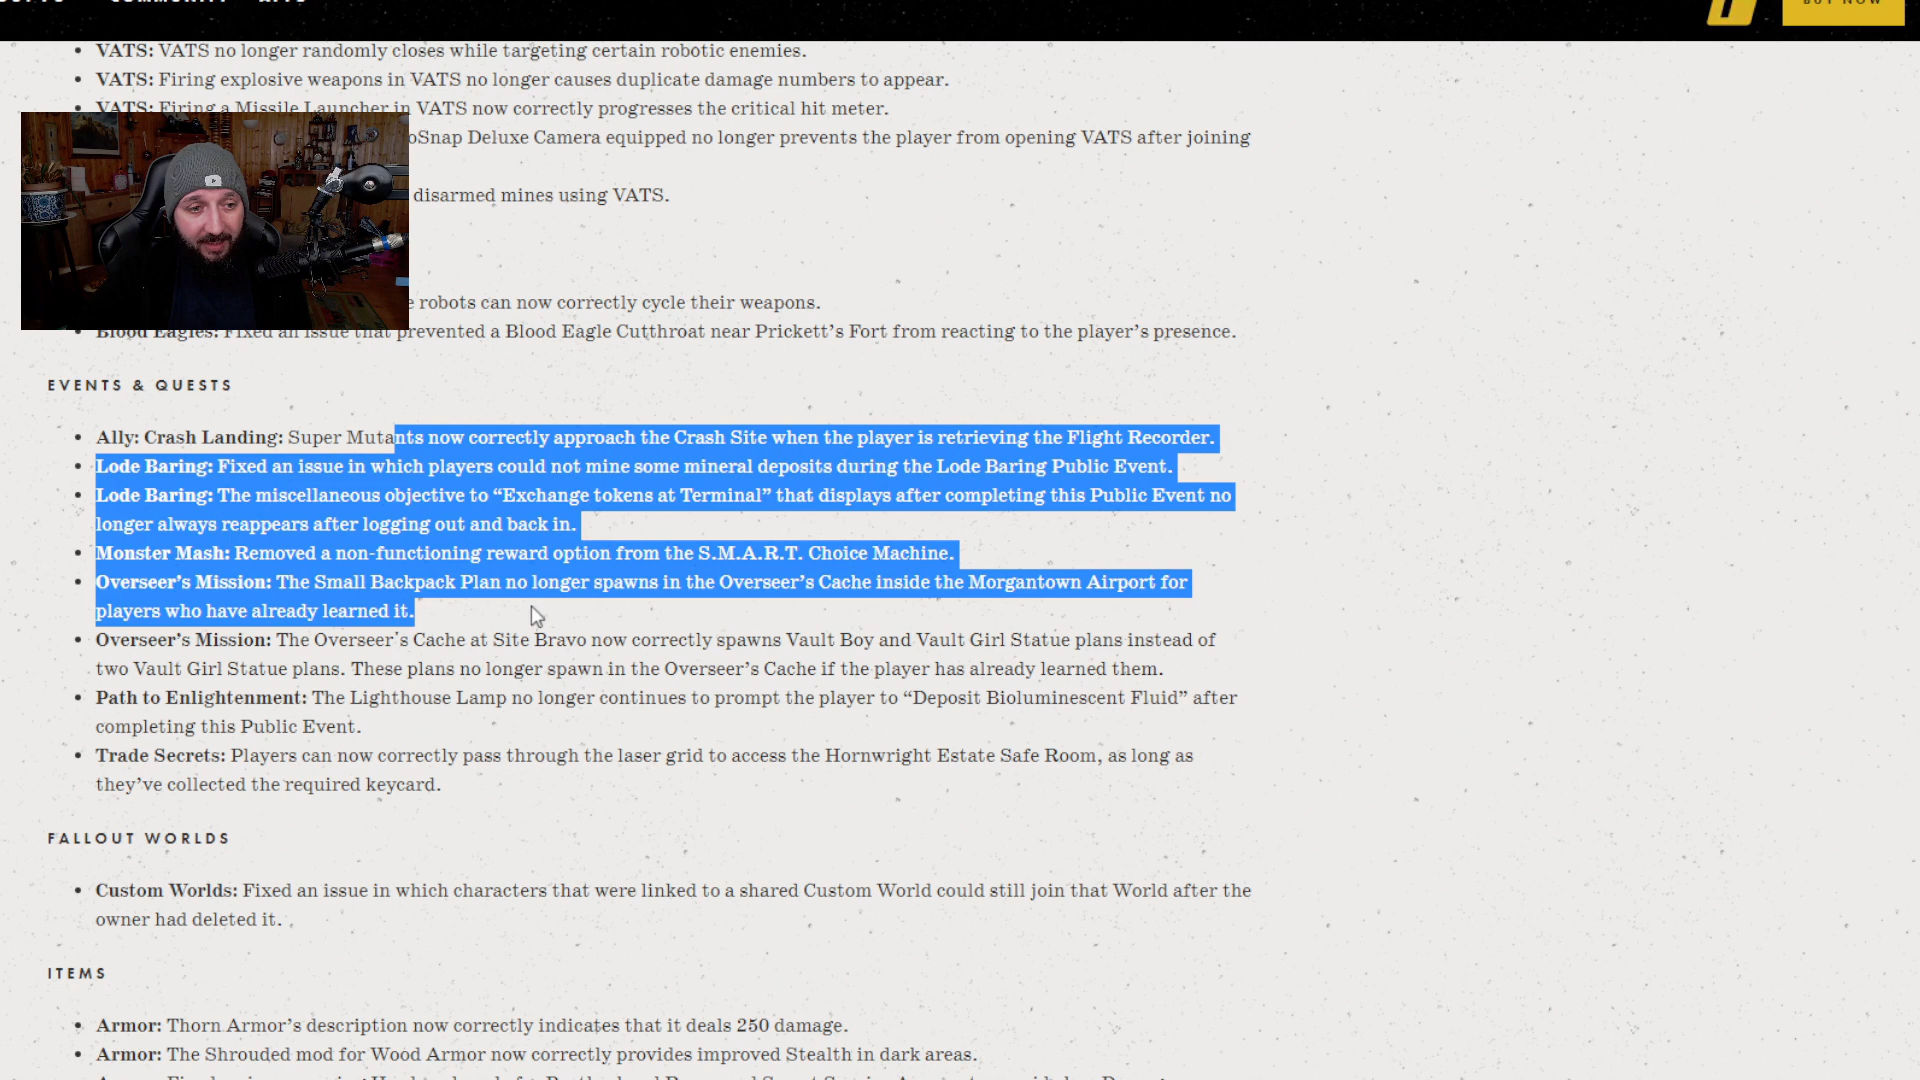 BUY NOW
VATS: VATS no longer randomly closes while targeting certain robotic enemies.
VATS: Firing explosive weapons in VATS no longer causes duplicate damage numbers to appear.
VATS: Firing a Missile Launcher in VATS now correctly progresses the critical hit meter.
oSnap Deluxe Camera equipped no longer prevents the player from opening VATS after joining
disarmed mines using VATS.
robots can now correctly cycle their weapons.
Blood Eagles: Fixed an issue that prevented a Blood Eagle Cutthroat near Prickett’s Fort from reacting to the player’s presence.
EVENTS & QUESTS
Ally: Crash Landing: Super Mutants now correctly approach the Crash Site when the player is retrieving the Flight Recorder.
Lode Baring: Fixed an issue in which players could not mine some mineral deposits during the Lode Baring Public Event.
Lode Baring: The miscellaneous objective to “Exchange tokens at Terminal” that displays after completing this Public Event no
longer always reappears after logging out and back in.
Monster Mash: Removed a non-functioning reward option from the S.M.A.R.T. Choice Machine.
Overseer’s Mission: The Small Backpack Plan no longer spawns in the Overseer’s Cache inside the Morgantown Airport for
players who have already learned it.
Overseer’s Mission: The Overseer's Cache at Site Bravo now correctly spawns Vault Boy and Vault Girl Statue plans instead of
two Vault Girl Statue plans. These plans no longer spawn in the Overseer’s Cache if the player has already learned them.
Path to Enlightenment: The Lighthouse Lamp no longer continues to prompt the player to “Deposit Bioluminescent Fluid” after
completing this Public Event.
Trade Secrets: Players can now correctly pass through the laser grid to access the Hornwright Estate Safe Room, as long as
they’ve collected the required keycard.
FALLOUT WORLDS
Custom Worlds: Fixed an issue in which characters that were linked to a shared Custom World could still join that World after the
owner had deleted it.
ITEMS
Armor: Thorn Armor’s description now correctly indicates that it deals 250 damage.
Armor: The Shrouded mod for Wood Armor now correctly provides improved Stealth in dark areas.